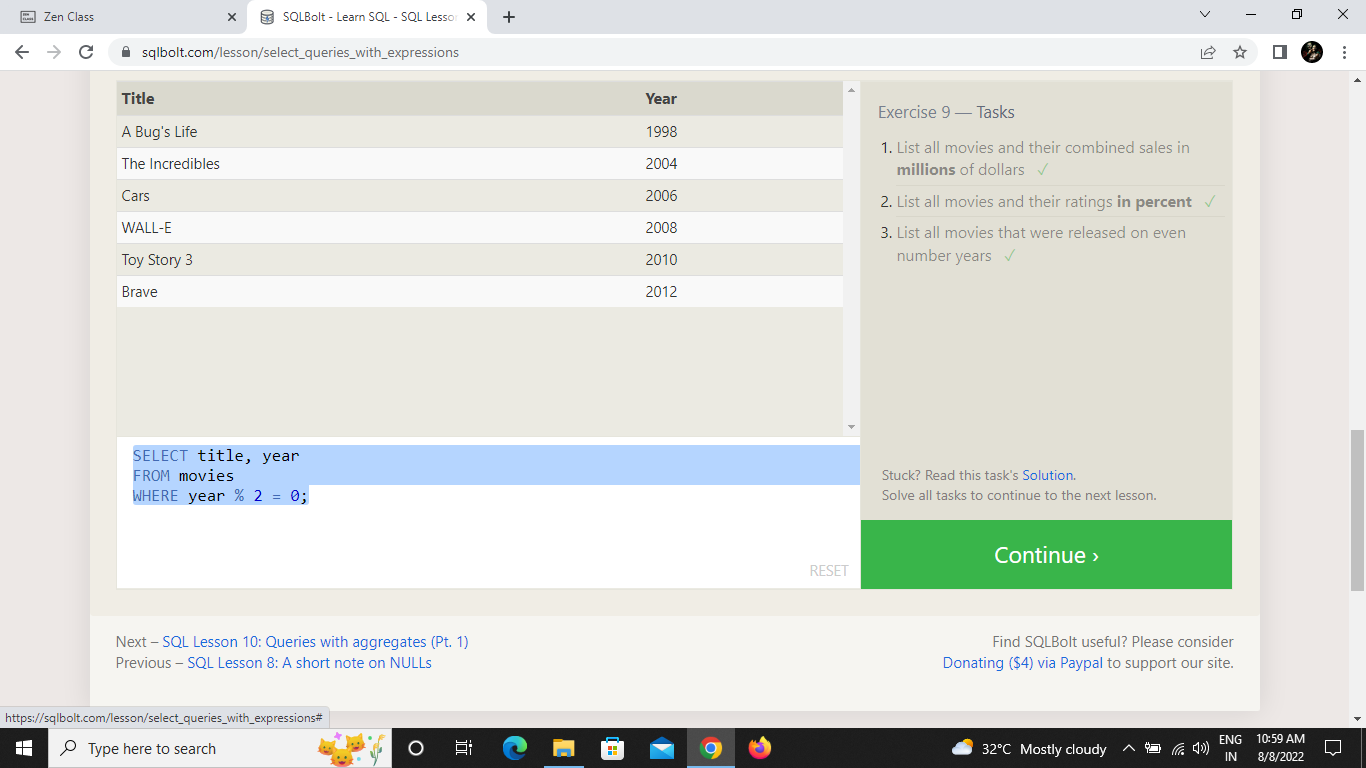 Zen Class
SQLBolt - Learn SQL - SQL Lesson
sqlbolt.com/lesson/select_queries_with_expressions
Title Year
A Bug's Life 1998
The Incredibles 2004
Cars 2006
WALL-E 2008
Toy Story 3 2010
Brave 2012
Exercise 9 — Tasks
1. List all movies and their combined sales in
millions of dollars ✓
2. List all movies and their ratings in percent ✓
3. List all movies that were released on even
number years ✓
Stuck? Read this task's Solution.
Solve all tasks to continue to the next lesson.
Continue ›
SELECT title, year
FROM movies
WHERE year % 2 = 0;
RESET
Next – SQL Lesson 10: Queries with aggregates (Pt. 1)
Previous – SQL Lesson 8: A short note on NULLs
Find SQLBolt useful? Please consider
Donating ($4) via Paypal to support our site.
https://sqlbolt.com/lesson/select_queries_with_expressions#
Type here to search
32°C Mostly cloudy
ENG
IN
10:59 AM
8/8/2022